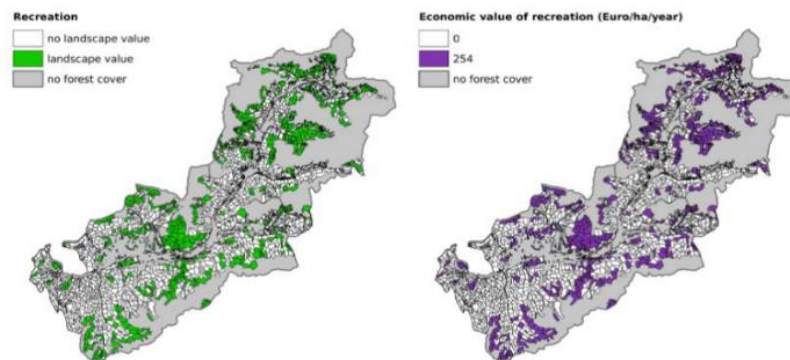 Recreation
no landscape value
landscape value
no forest cover
Economic value of recreation (Euro/ha/year)
0
254
no forest cover